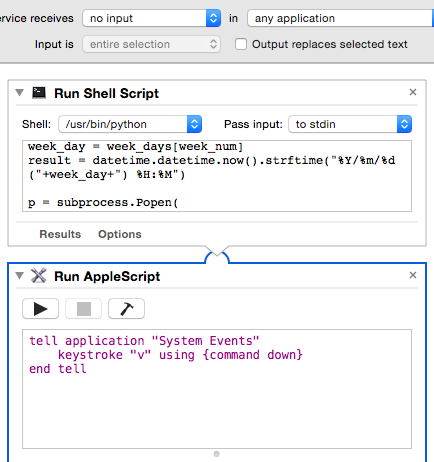 ervice receives no input in any application
Input is entire selection Output replaces selected text
Run Shell Script
Shell: /usr/bin/python Pass input: to stdin
week_day = week_days[week_num]
result = datetime.datetime.now().strftime("%Y/%m/%d
("+week_day+") %H:%M")
p = subprocess.Popen(
Results Options
Run AppleScript
tell application "System Events"
    keystroke "v" using {command down}
end tell